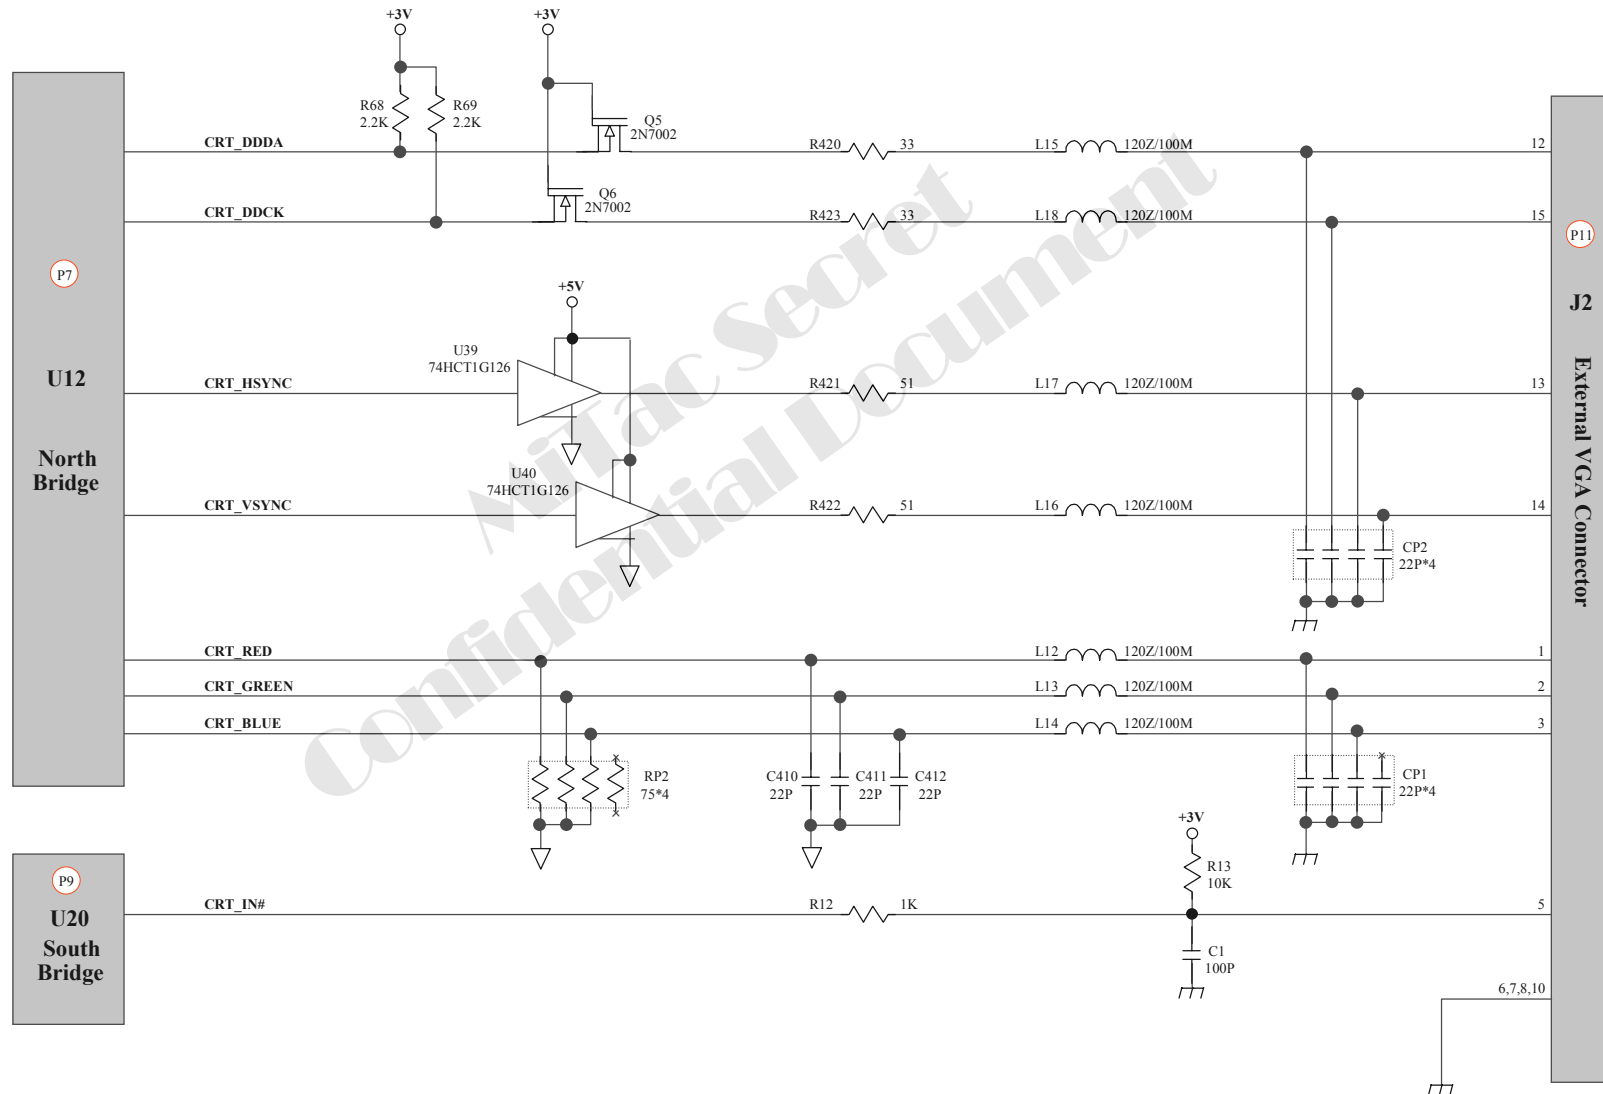 +3V
+3V
R68
2.2K
R69
2.2K
Q5
2N7002
CRT_DDDA
R420
33
L15
120Z/100M
12
Q6
2N7002
CRT_DDCK
R423
33
L18
120Z/100M
15
P7
P11
+5V
J2
U39
74HCT1G126
U12
CRT_HSYNC
R421
51
L17
120Z/100M
13
External VGA Connector
North
Bridge
U40
74HCT1G126
CRT_VSYNC
R422
51
L16
120Z/100M
14
CP2
22P*4
MiTac Secret
Confidential Document
CRT_RED
L12
120Z/100M
1
CRT_GREEN
L13
120Z/100M
2
CRT_BLUE
L14
120Z/100M
3
RP2
75*4
C410
22P
C411
22P
C412
22P
CP1
22P*4
+3V
R13
10K
P9
U20
South
Bridge
CRT_IN#
R12
1K
5
C1
100P
6,7,8,10